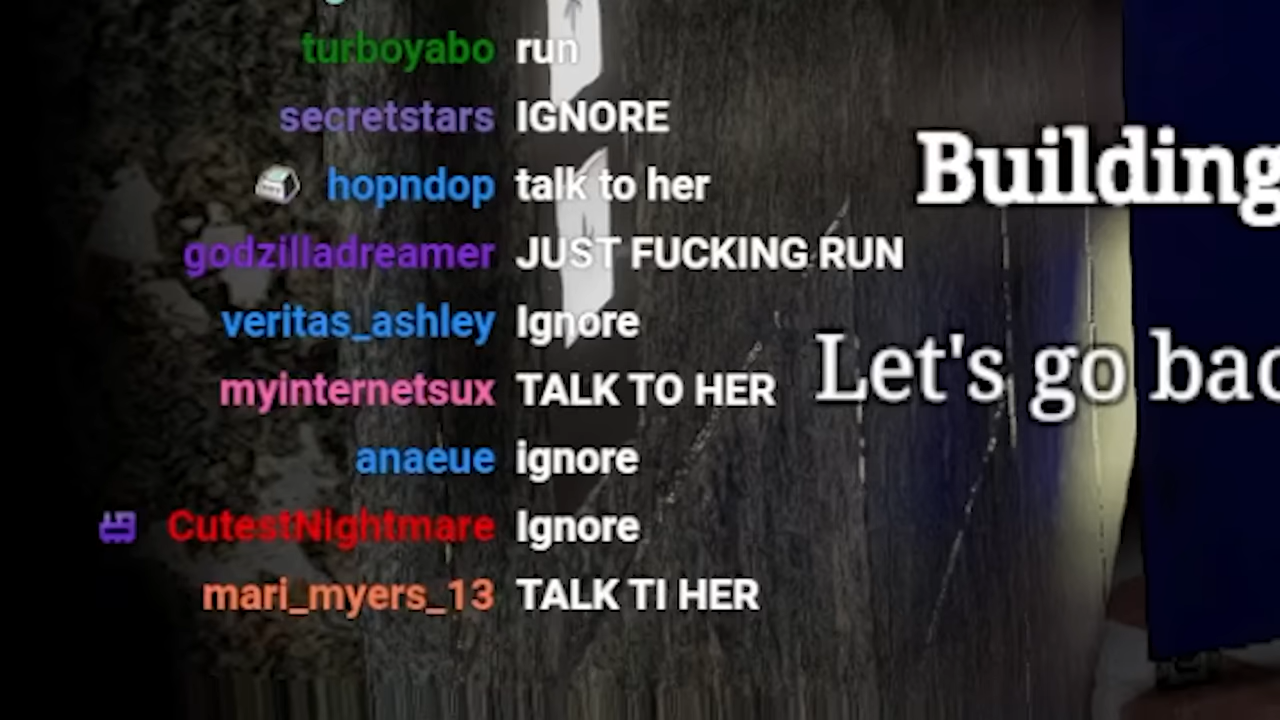 turboyabo run
secretstars IGNORE
hopndop talk to her
Building
godzilladreamer JUST FUCKING RUN
veritas_ashley Ignore
Let's go bac
myinternetsux TALK TO HER
anaeue ignore
CutestNightmare Ignore
mari_myers_13 TALK TI HER